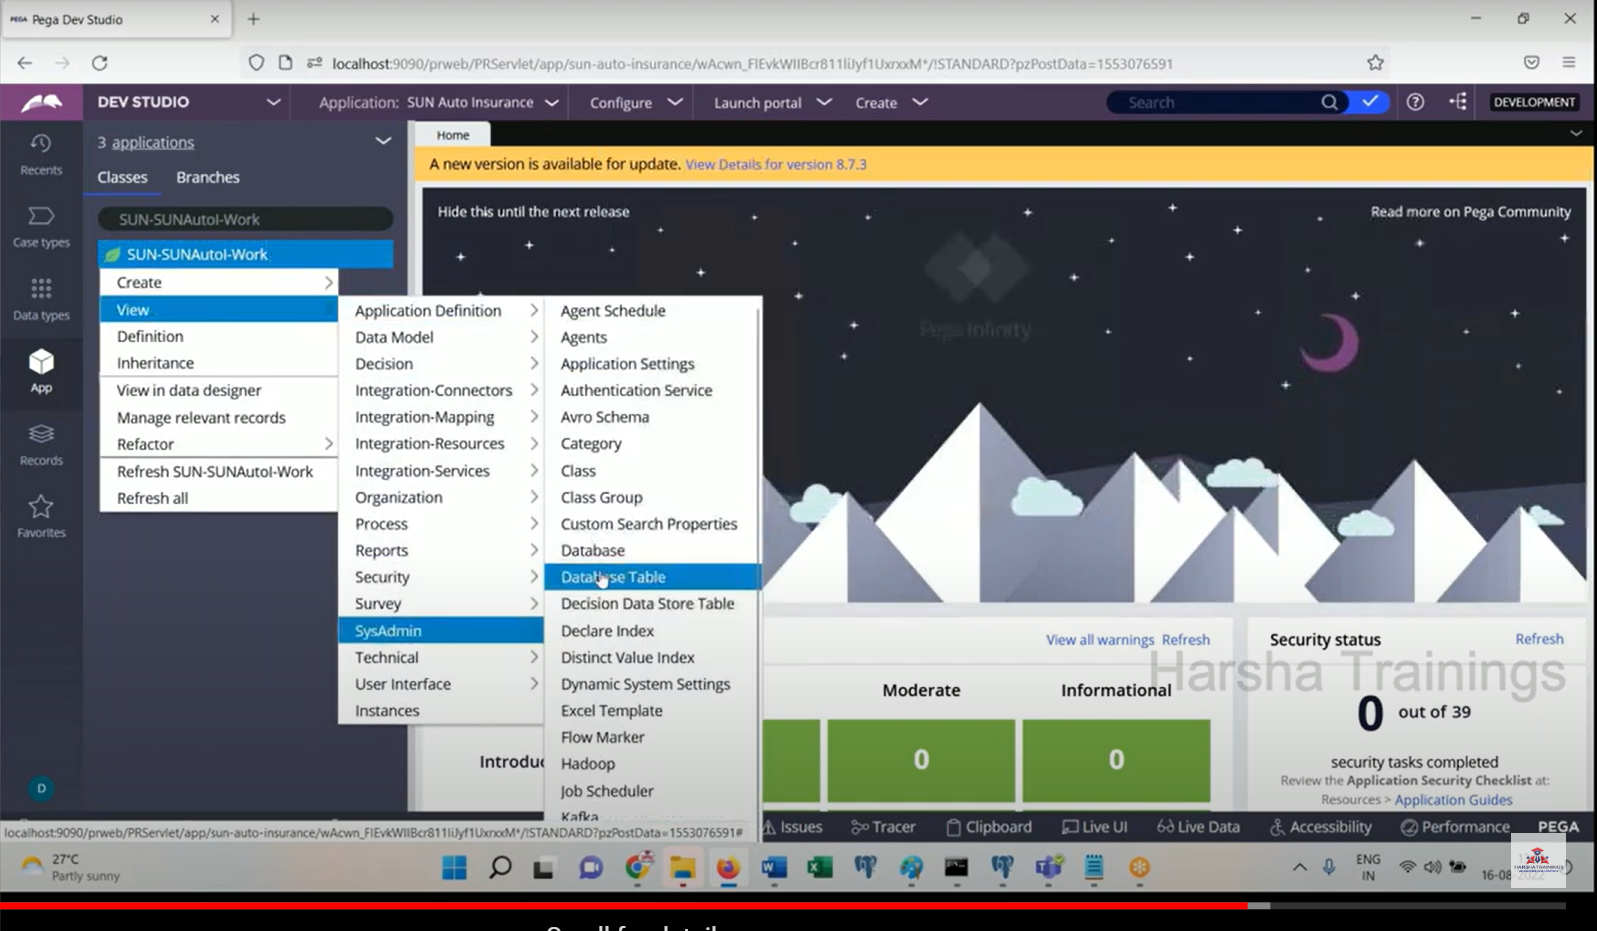 PEGA Pega Dev Studio
localhost:9090/prweb/PRServlet/app/sun-auto-insurance/wAcwn_FlEvkWIIBcr811liJyf1UxrxxM*/!STANDARD?pzPostData=1553076591
DEV STUDIO
Application: SUN Auto Insurance
Configure
Launch portal
Create
Search
DEVELOPMENT
Recents
Case types
Data types
App
Records
Favorites
D
3 applications
Classes Branches
SUN-SUNAutoI-Work
SUN-SUNAutoI-Work
Create
View
Definition
Inheritance
View in data designer
Manage relevant records
Refactor
Refresh SUN-SUNAutoI-Work
Refresh all
Application Definition
Data Model
Decision
Integration-Connectors
Integration-Mapping
Integration-Resources
Integration-Services
Organization
Process
Reports
Security
Survey
SysAdmin
Technical
User Interface
Instances
Agent Schedule
Agents
Application Settings
Authentication Service
Avro Schema
Category
Class
Class Group
Custom Search Properties
Database
Database Table
Decision Data Store Table
Declare Index
Distinct Value Index
Dynamic System Settings
Excel Template
Flow Marker
Hadoop
Job Scheduler
Kafka
Home
A new version is available for update. View Details for version 8.7.3
Hide this until the next release
Read more on Pega Community
Pega Infinity
View all warnings Refresh
Moderate
Informational
0
0
Introduc
Security status
Refresh
Harsha Trainings
0 out of 39
security tasks completed
Review the Application Security Checklist at:
Resources > Application Guides
localhost:9090/prweb/PRServlet/app/sun-auto-insurance/wAcwn_FlEvkWIIBcr811liJyf1UxrxxM*/!STANDARD?pzPostData=1553076591#
Issues Tracer Clipboard Live UI Live Data Accessibility Performance PEGA
27°C
Partly sunny
ENG
IN
HARSHA TRAININGS